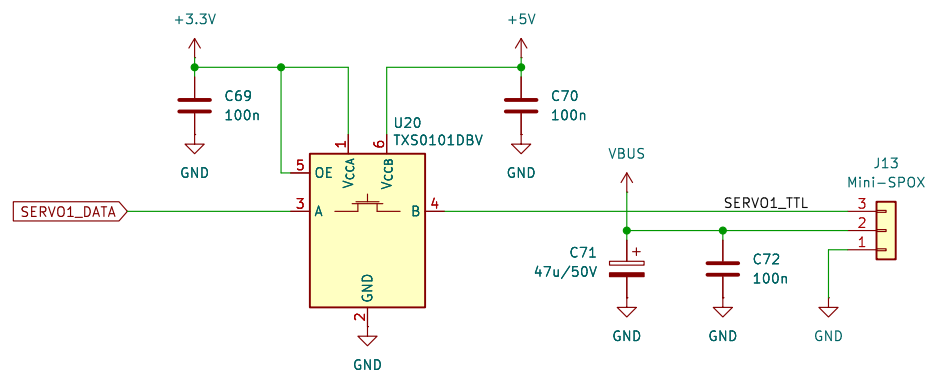 +3.3V
+5V
C69
100n
C70
100n
U20
TXS0101DBV
GND
GND
1
6
5
OE
VCCA
VCCB
VBUS
J13
Mini-SPOX
SERVO1_DATA
3
A
B
4
SERVO1_TTL
3
2
1
C71
+
47u/50V
C72
100n
GND
2
GND
GND
GND
GND